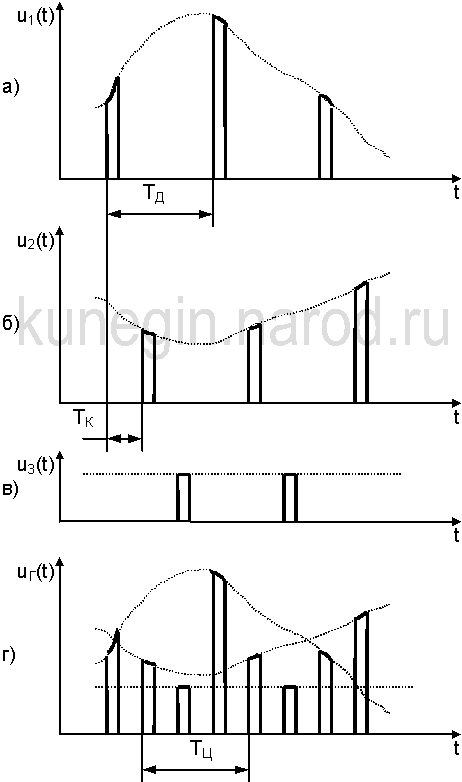 u1(t)
а)
t
TД
u2(t)
б)
kunegin.narod.ru
t
TК
u3(t)
в)
t
uГ(t)
г)
t
TЦ